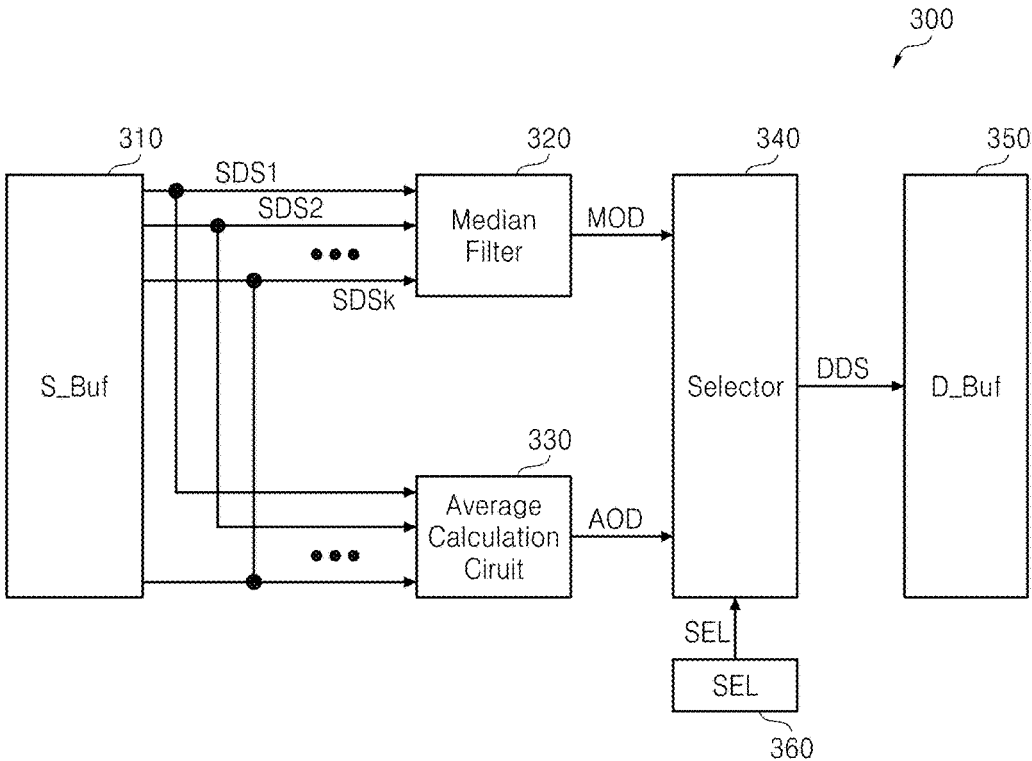 300
310
320
340
350
SDS1
SDS2
SDSk
S_Buf
Median
Filter
MOD
Selector
DDS
D_Buf
330
Average
Calculation
Ciruit
AOD
SEL
SEL
360